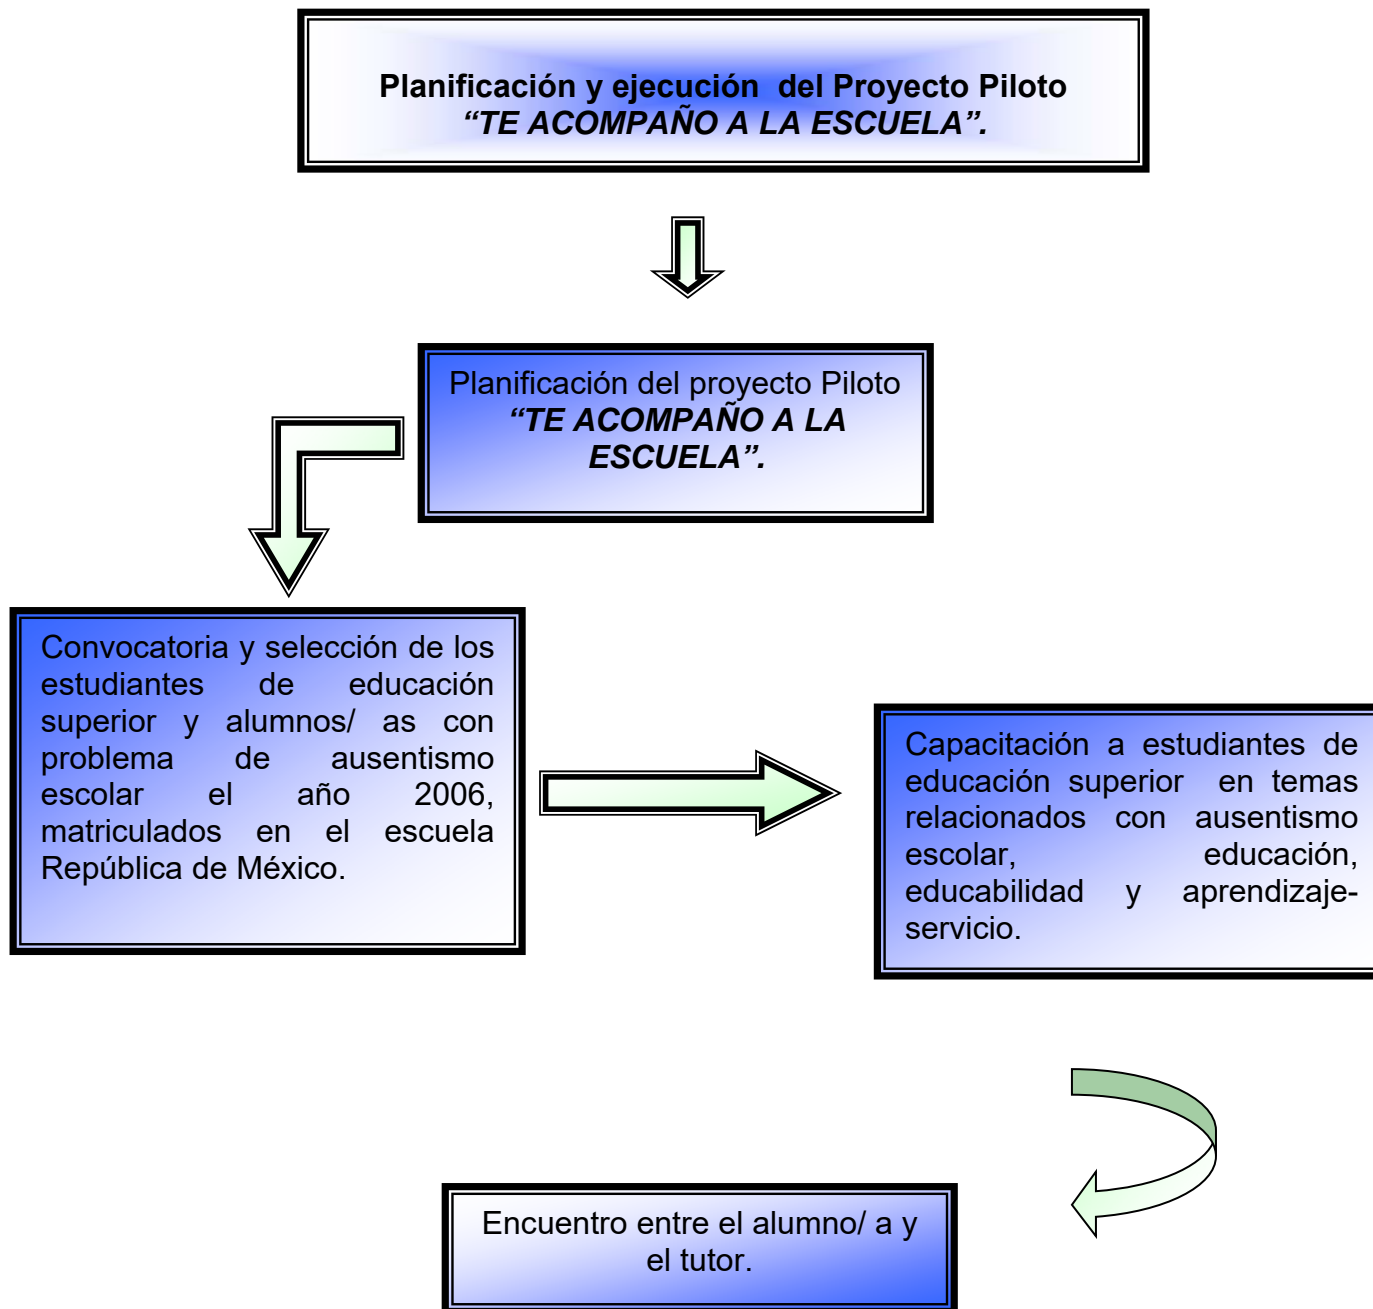 Planificación y ejecución  del Proyecto Piloto
“TE ACOMPAÑO A LA ESCUELA”.
Planificación del proyecto Piloto
“TE ACOMPAÑO A LA
ESCUELA”.
Convocatoria y selección de los
estudiantes de educación
superior y alumnos/ as con
problema de ausentismo
escolar el año 2006,
matriculados en el escuela
República de México.
Capacitación a estudiantes de
educación superior  en temas
relacionados con ausentismo
escolar, educación,
educabilidad y aprendizaje-
servicio.
Encuentro entre el alumno/ a y
el tutor.